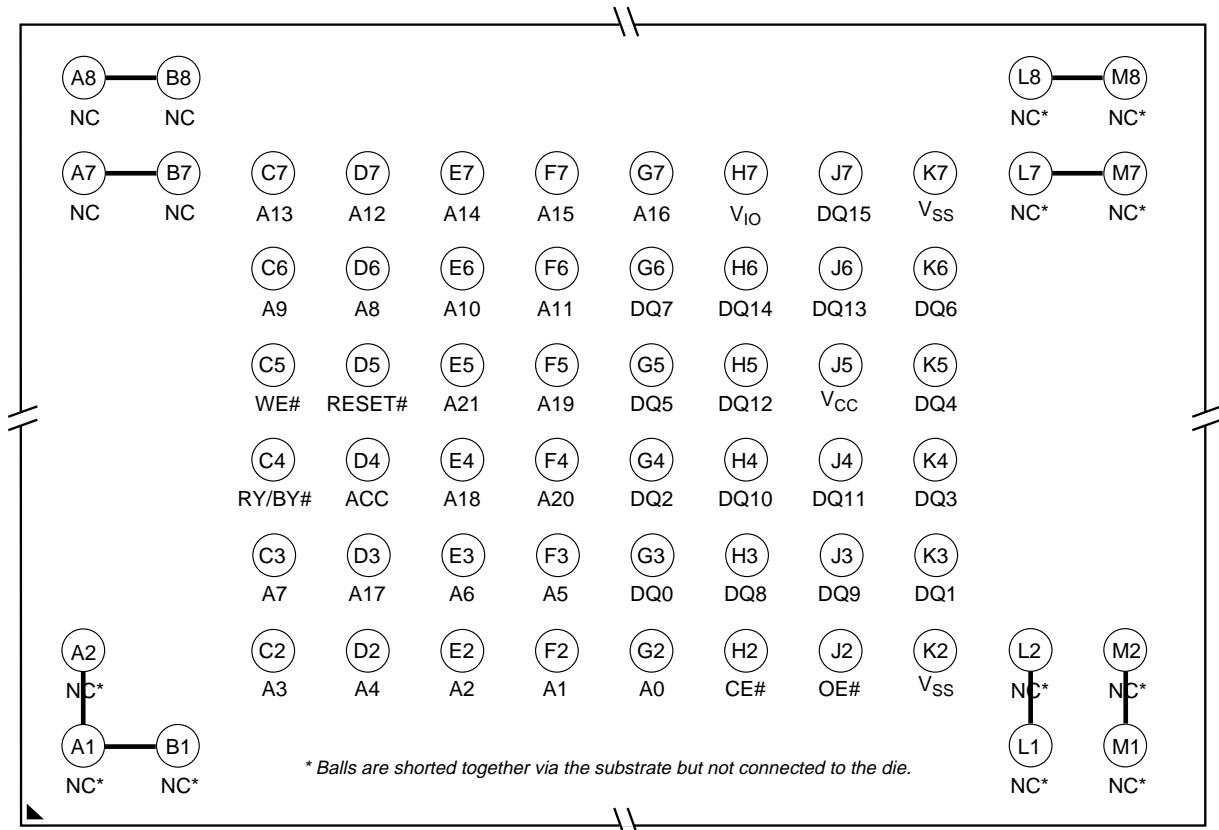 A8 B8 L8 M8
NC NC NC* NC*
A7 B7 C7 D7 E7 F7 G7 H7 J7 K7 L7 M7
NC NC A13 A12 A14 A15 A16 VIO DQ15 VSS NC* NC*
C6 D6 E6 F6 G6 H6 J6 K6
A9 A8 A10 A11 DQ7 DQ14 DQ13 DQ6
C5 D5 E5 F5 G5 H5 J5 K5
WE# RESET# A21 A19 DQ5 DQ12 VCC DQ4
C4 D4 E4 F4 G4 H4 J4 K4
RY/BY# ACC A18 A20 DQ2 DQ10 DQ11 DQ3
C3 D3 E3 F3 G3 H3 J3 K3
A7 A17 A6 A5 DQ0 DQ8 DQ9 DQ1
A2 C2 D2 E2 F2 G2 H2 J2 K2 L2 M2
NC* A3 A4 A2 A1 A0 CE# OE# VSS NC* NC*
A1 B1 L1 M1
* Balls are shorted together via the substrate but not connected to the die.
NC* NC* NC* NC*